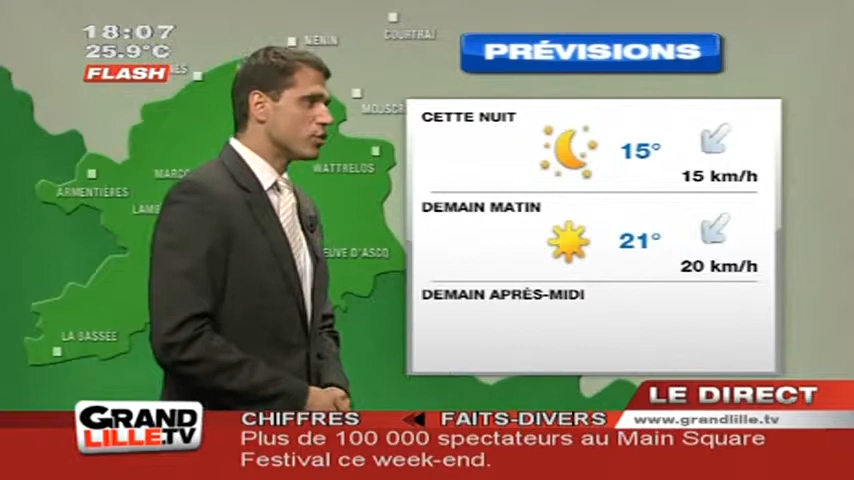 18:07
25.9°C
FLASH
MENIN
COURTRAI
MOUSCR
WATTRELOS
MARC
ARMENTIÈRES
LAMB
EUVE D'ASCQ
LA BASSÉE
PRÉVISIONS
CETTE NUIT
15°
15 km/h
DEMAIN MATIN
21°
20 km/h
DEMAIN APRÈS-MIDI
LE DIRECT
www.grandlille.tv
GRAND
LILLE.TV
CHIFFRES FAITS-DIVERS
Plus de 100 000 spectateurs au Main Square
Festival ce week-end.